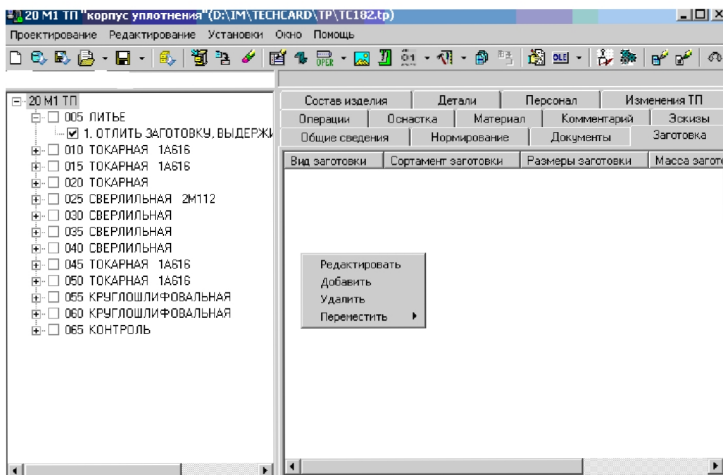 20 М1 ТП "корпус уплотнения"(D:\IM\TECHCARD\TP\TC182.tp)
Проектирование Редактирование Установки Окно Помощь
Состав изделия Детали Персонал Изменения ТП
Операции Оснастка Материал Комментарий Эскизы
Общие сведения Нормирование Документы Заготовка
Вид заготовки Сортамент заготовки Размеры заготовки Масса загот
20 М1 ТП
005 ЛИТЬЕ
1. ОТЛИТЬ ЗАГОТОВКУ, ВЫДЕРЖИ
010 ТОКАРНАЯ 1А616
015 ТОКАРНАЯ 1А616
020 ТОКАРНАЯ
025 СВЕРЛИЛЬНАЯ 2М112
030 СВЕРЛИЛЬНАЯ
035 СВЕРЛИЛЬНАЯ
040 СВЕРЛИЛЬНАЯ
045 ТОКАРНАЯ 1А616
050 ТОКАРНАЯ 1А616
055 КРУГЛОШЛИФОВАЛЬНАЯ
060 КРУГЛОШЛИФОВАЛЬНАЯ
065 КОНТРОЛЬ
Редактировать
Добавить
Удалить
Переместить